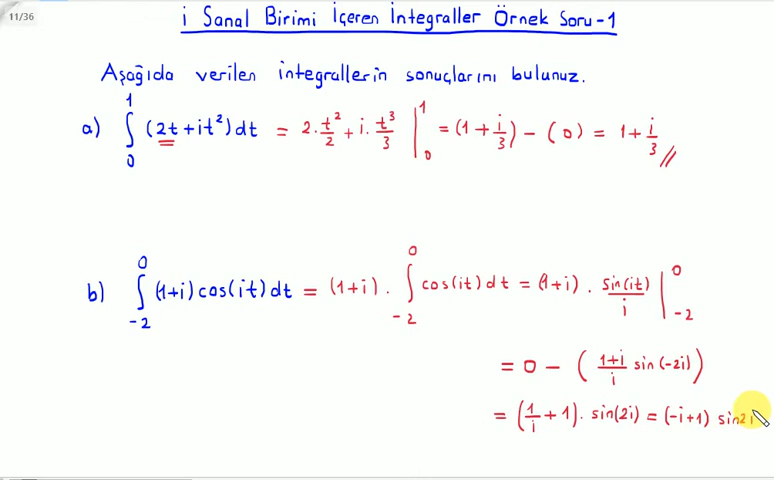 11/36
i Sanal Birimi İçeren İntegraller Örnek Soru-1
Aşağıda verilen integrallerin sonuçlarını bulunuz.
a) ∫₀¹ (2t + it²) dt = 2. t²/2 + i. t³/3 |₀¹ = (1 + i/3) - (0) = 1 + i/3 //
b) ∫₋₂⁰ (1+i) cos(it) dt = (1+i) . ∫₋₂⁰ cos(it) dt = (1+i) . sin(it)/i |₋₂⁰
= 0 - ( (1+i)/i sin(-2i) )
= (1/i + 1) . sin(2i) = (-i+1) sin2i